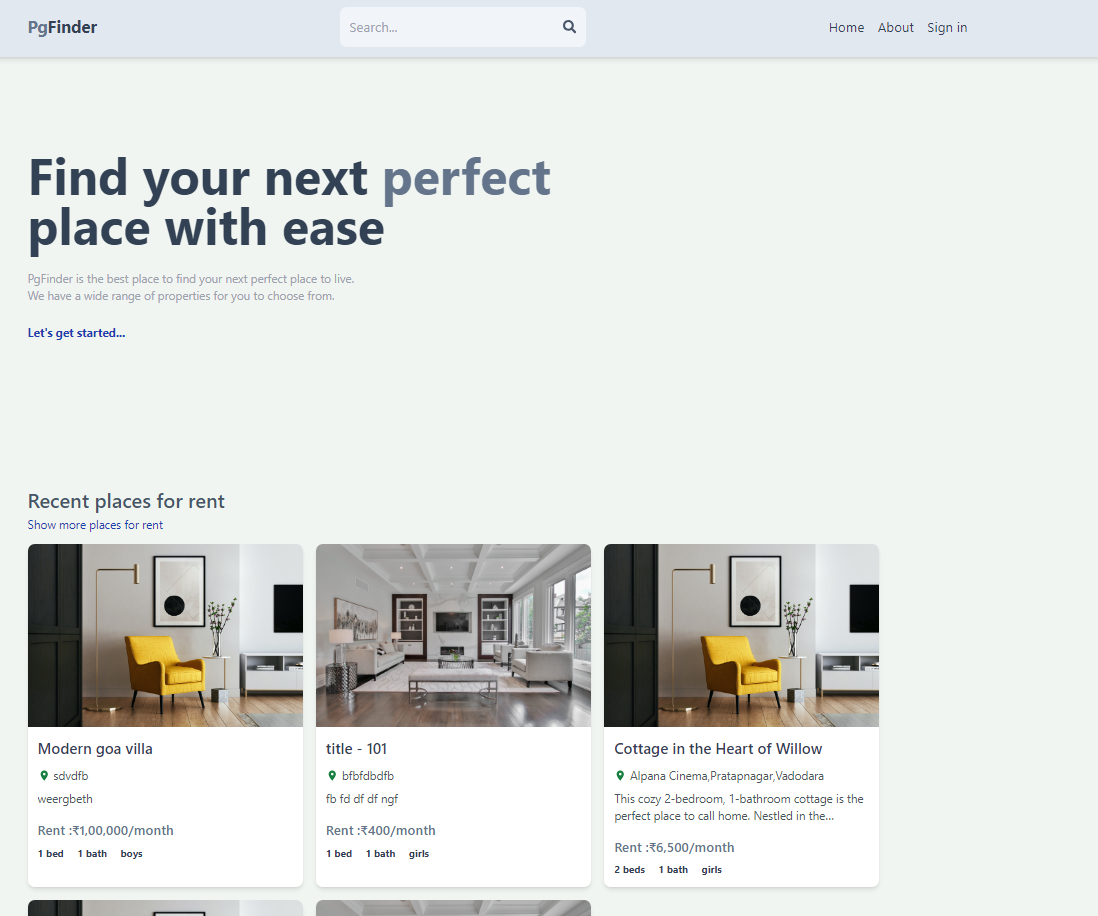 PgFinder
Search...
Home About Sign in
Find your next perfect
place with ease
PgFinder is the best place to find your next perfect place to live.
We have a wide range of properties for you to choose from.
Let's get started...
Recent places for rent
Show more places for rent
Modern goa villa
sdvdfb
weergbeth
Rent :₹1,00,000/month
1 bed 1 bath boys
title - 101
bfbfdbdfb
fb fd df df ngf
Rent :₹400/month
1 bed 1 bath girls
Cottage in the Heart of Willow
Alpana Cinema,Pratapnagar,Vadodara
This cozy 2-bedroom, 1-bathroom cottage is the
perfect place to call home. Nestled in the...
Rent :₹6,500/month
2 beds 1 bath girls